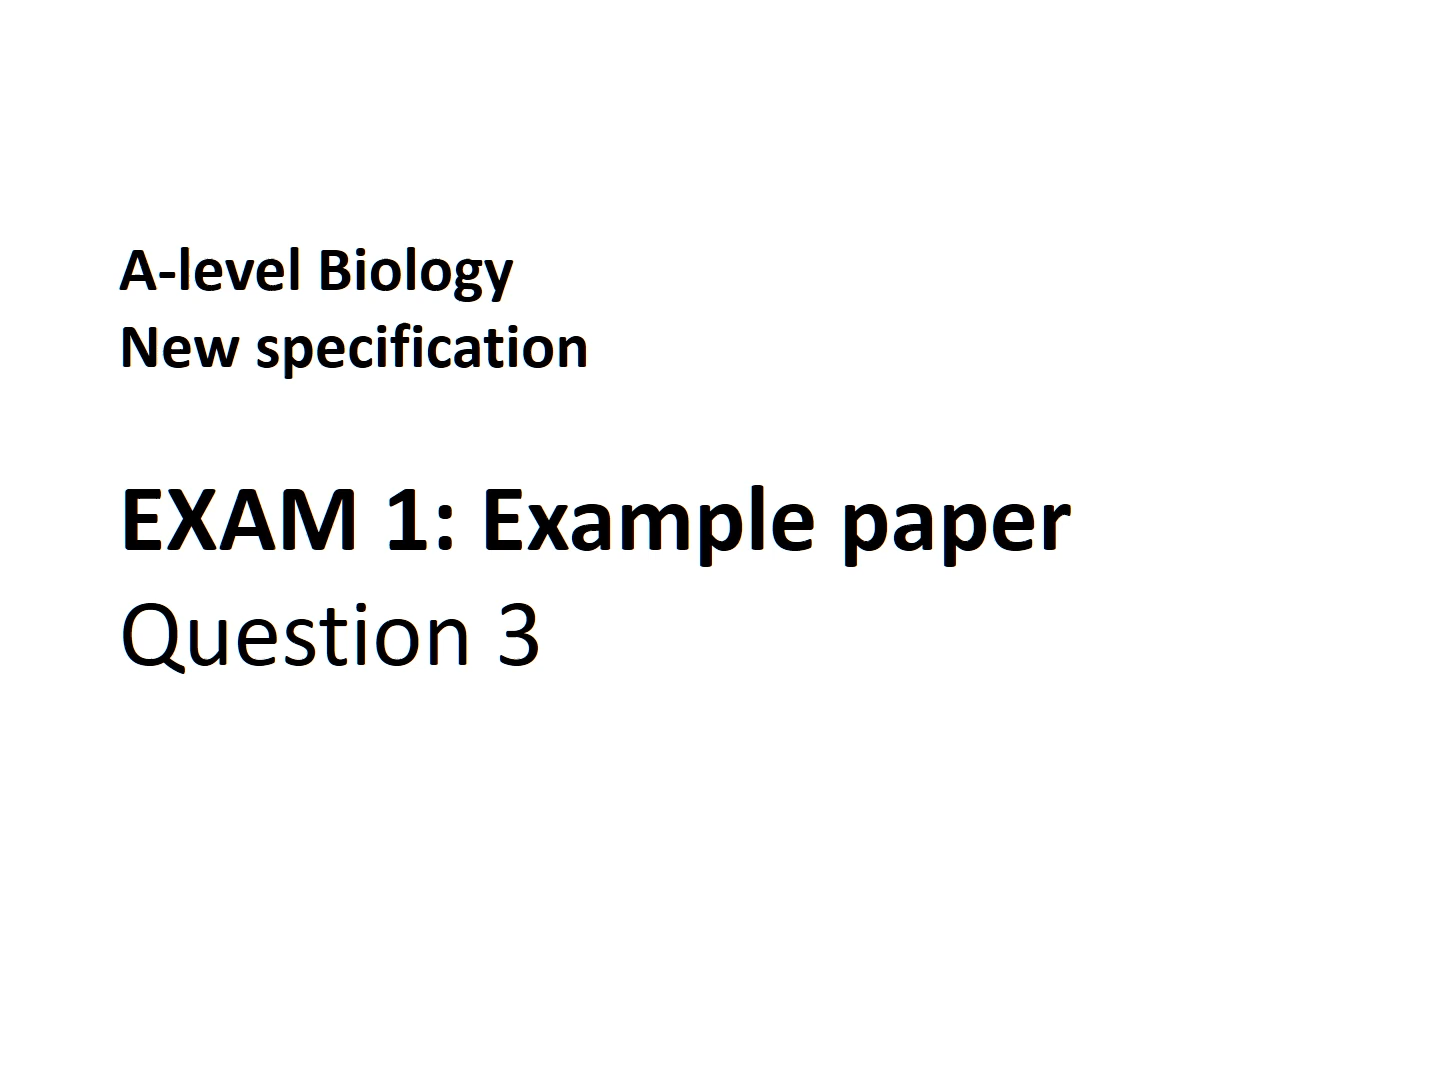 A-level Biology
New specification
EXAM 1: Example paper
Question 3